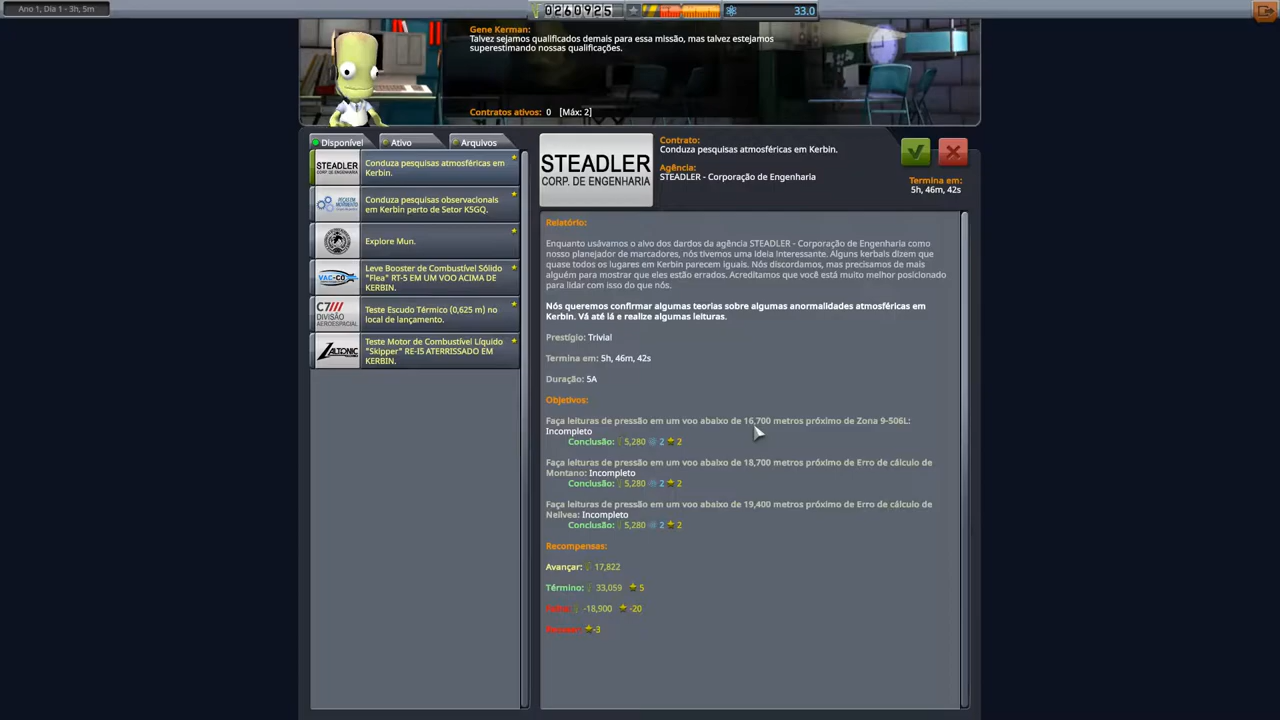 Ano 1, Dia 1 - 3h, 5m
0260925
33.0
Gene Kerman:
Talvez sejamos qualificados demais para essa missão, mas talvez estejamos
superestimando nossas qualificações.
Contratos ativos: 0 [Máx: 2]
Disponível
Ativo
Arquivos
STEADLER
CORP. DE ENGENHARIA
Conduza pesquisas atmosféricas em
Kerbin.
Conduza pesquisas observacionais
em Kerbin perto de Setor K5GQ.
Explore Mun.
VAC-CO
Leve Booster de Combustível Sólido
"Flea" RT-5 EM UM VOO ACIMA DE
KERBIN.
C7///
DIVISÃO
AEROESPACIAL
Teste Escudo Térmico (0,625 m) no
local de lançamento.
Teste Motor de Combustível Líquido
"Skipper" RE-I5 ATERRISSADO EM
KERBIN.
STEADLER
CORP. DE ENGENHARIA
Contrato:
Conduza pesquisas atmosféricas em Kerbin.
Agência:
STEADLER - Corporação de Engenharia
Termina em:
5h, 46m, 42s
Relatório:
Enquanto usávamos o alvo dos dardos da agência STEADLER - Corporação de Engenharia como
nosso planejador de marcadores, nós tivemos uma ideia interessante. Alguns kerbals dizem que
quase todos os lugares em Kerbin parecem iguais. Nós discordamos, mas precisamos de mais
alguém para mostrar que eles estão errados. Acreditamos que você está muito melhor posicionado
para lidar com isso do que nós.
Nós queremos confirmar algumas teorias sobre algumas anormalidades atmosféricas em
Kerbin. Vá até lá e realize algumas leituras.
Prestígio: Trivial
Termina em: 5h, 46m, 42s
Duração: 5A
Objetivos:
Faça leituras de pressão em um voo abaixo de 16,700 metros próximo de Zona 9-506L:
Incompleto
Conclusão: 5,280 2 2
Faça leituras de pressão em um voo abaixo de 18,700 metros próximo de Erro de cálculo de
Montano: Incompleto
Conclusão: 5,280 2 2
Faça leituras de pressão em um voo abaixo de 19,400 metros próximo de Erro de cálculo de
Neilvea: Incompleto
Conclusão: 5,280 2 2
Recompensas:
Avançar: 17,822
Término: 33,059 5
-18,900 -20
-3